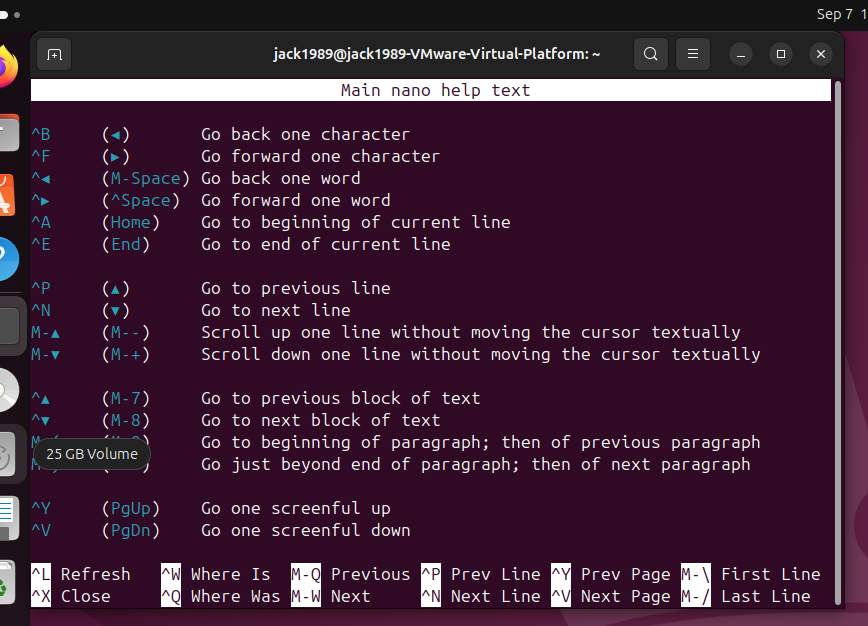 Sep 7 1
jack1989@jack1989-VMware-Virtual-Platform: ~
Main nano help text
^B (◂) Go back one character
^F (▸) Go forward one character
^◂ (M-Space) Go back one word
^▸ (^Space) Go forward one word
^A (Home) Go to beginning of current line
^E (End) Go to end of current line
^P (▴) Go to previous line
^N (▾) Go to next line
M-▴ (M--) Scroll up one line without moving the cursor textually
M-▾ (M-+) Scroll down one line without moving the cursor textually
^▴ (M-7) Go to previous block of text
^▾ (M-8) Go to next block of text
Go to beginning of paragraph; then of previous paragraph
25 GB Volume
Go just beyond end of paragraph; then of next paragraph
^Y (PgUp) Go one screenful up
^V (PgDn) Go one screenful down
^L Refresh ^W Where Is M-Q Previous ^P Prev Line ^Y Prev Page M-\ First Line
^X Close ^Q Where Was M-W Next ^N Next Line ^V Next Page M-/ Last Line